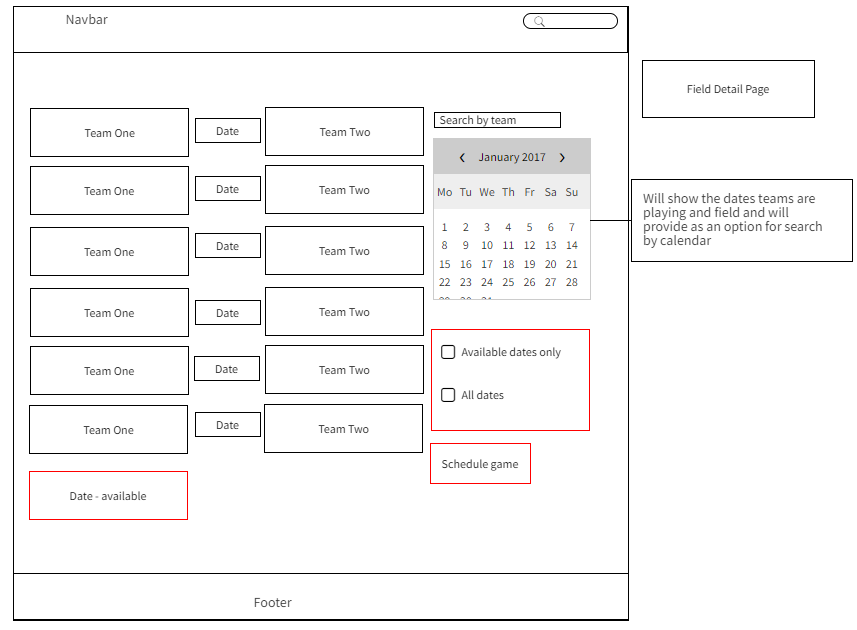 Navbar
Field Detail Page
Team One Date Team Two
Team One Date Team Two
Team One Date Team Two
Team One Date Team Two
Team One Date Team Two
Team One Date Team Two
Date - available
Search by team
January 2017
Mo Tu We Th Fr Sa Su
1 2 3 4 5 6 7
8 9 10 11 12 13 14
15 16 17 18 19 20 21
22 23 24 25 26 27 28
29 30 31
Available dates only
All dates
Schedule game
Will show the dates teams are
playing and field and will
provide as an option for search
by calendar
Footer